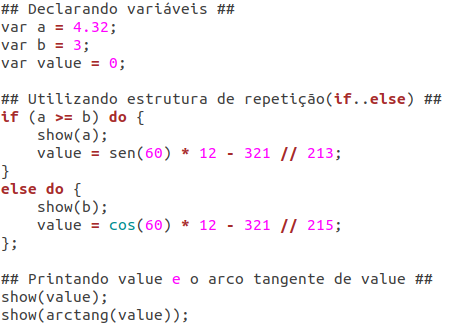 ## Declarando variáveis ##
var a = 4.32;
var b = 3;
var value = 0;
## Utilizando estrutura de repetição(if..else) ##
if (a >= b) do {
    show(a);
    value = sen(60) * 12 - 321 // 213;
}
else do {
    show(b);
    value = cos(60) * 12 - 321 // 215;
};
## Printando value e o arco tangente de value ##
show(value);
show(arctang(value));